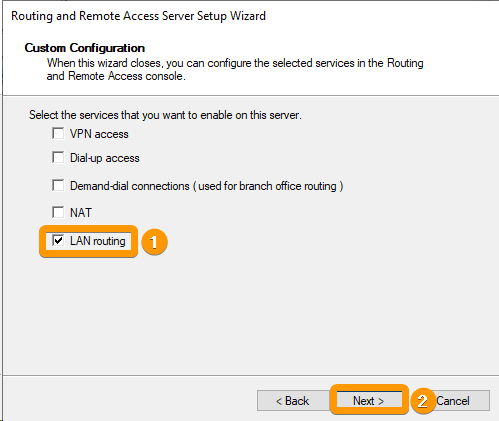 Routing and Remote Access Server Setup Wizard
Custom Configuration
When this wizard closes, you can configure the selected services in the Routing
and Remote Access console.
Select the services that you want to enable on this server.
VPN access
Dial-up access
Demand-dial connections ( used for branch office routing )
NAT
LAN routing 1
< Back Next > 2 Cancel